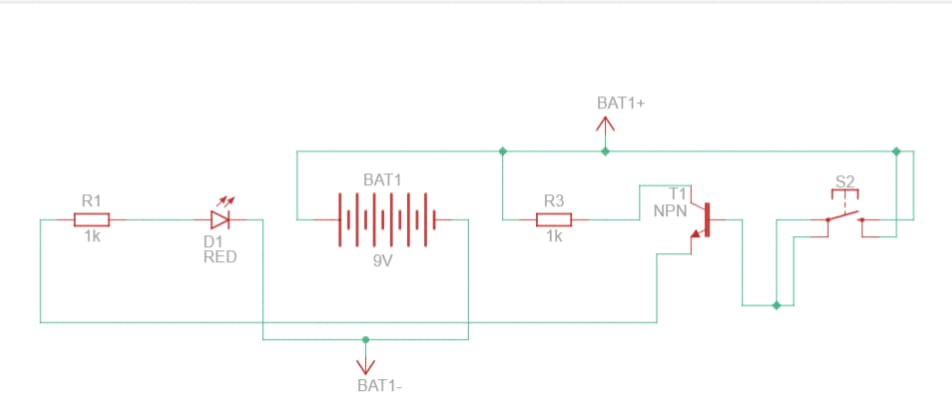 BAT1+
R1
1k
D1
RED
BAT1
9V
R3
1k
T1
NPN
S2
BAT1-